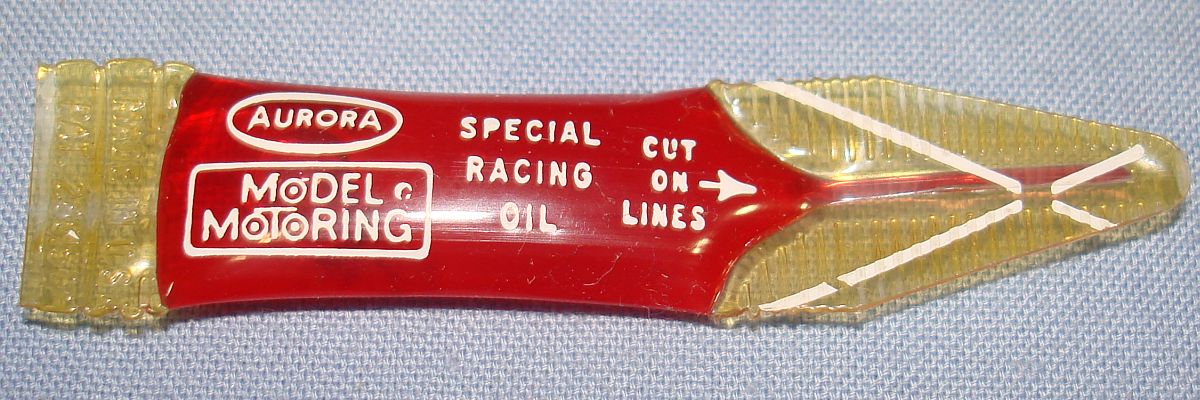 AURORA
MODEL
MOTORING
SPECIAL
RACING
OIL
CUT
ON
LINES